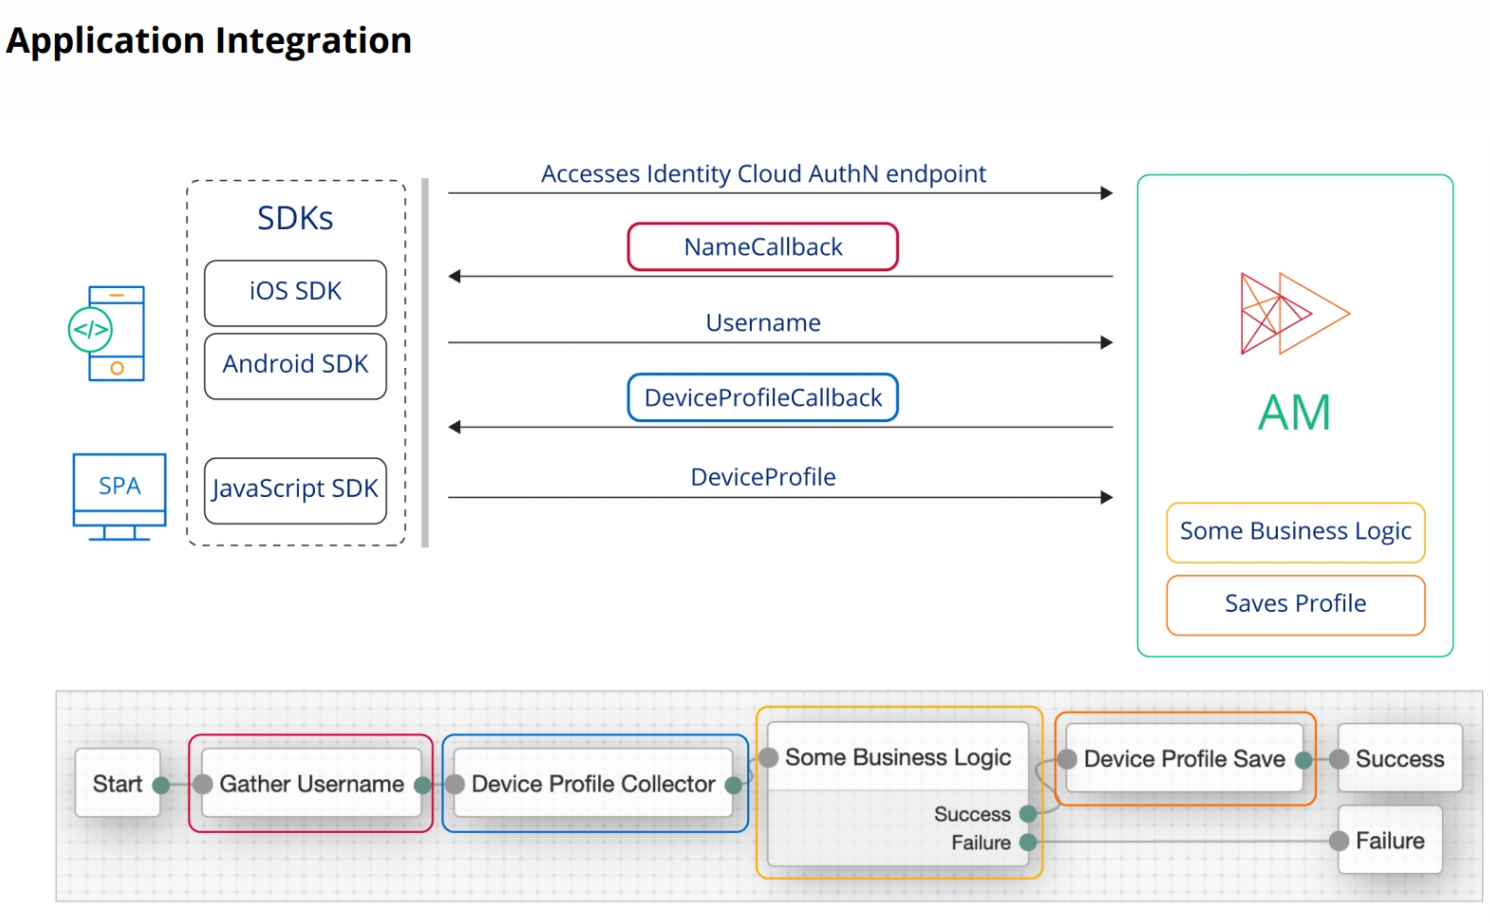 Application Integration
SDKs
iOS SDK
Android SDK
JavaScript SDK
</>
SPA
Accesses Identity Cloud AuthN endpoint
NameCallback
Username
DeviceProfileCallback
DeviceProfile
AM
Some Business Logic
Saves Profile
Start
Gather Username
Device Profile Collector
Some Business Logic
Success
Failure
Device Profile Save
Success
Failure